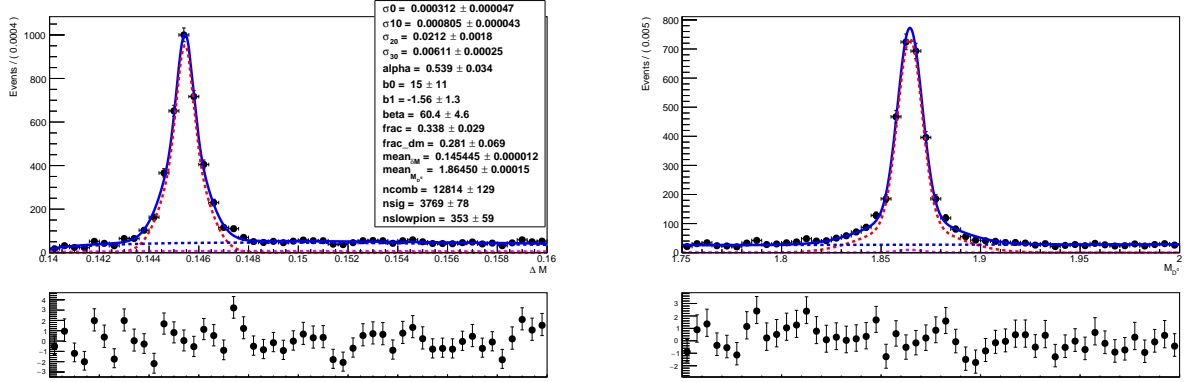 Events / ( 0.0004 )
1000
800
600
400
200
0
0.14 0.142 0.144 0.146 0.148 0.15 0.152 0.154 0.156 0.158 0.16
Δ M
σ0 = 0.000312 ± 0.000047
σ10 = 0.000805 ± 0.000043
σ20 = 0.0212 ± 0.0018
σ30 = 0.00611 ± 0.00025
alpha = 0.539 ± 0.034
b0 = 15 ± 11
b1 = -1.56 ± 1.3
beta = 60.4 ± 4.6
frac = 0.338 ± 0.029
frac_dm = 0.281 ± 0.069
mean δM = 0.145445 ± 0.000012
mean M D⁰ = 1.86450 ± 0.00015
ncomb = 12814 ± 129
nsig = 3769 ± 78
nslowpion = 353 ± 59
Events / ( 0.005 )
800
700
600
500
400
300
200
100
0
1.75 1.8 1.85 1.9 1.95 2
M D⁰
4
3
2
1
0
−1
−2
−3
3
2
1
0
−1
−2